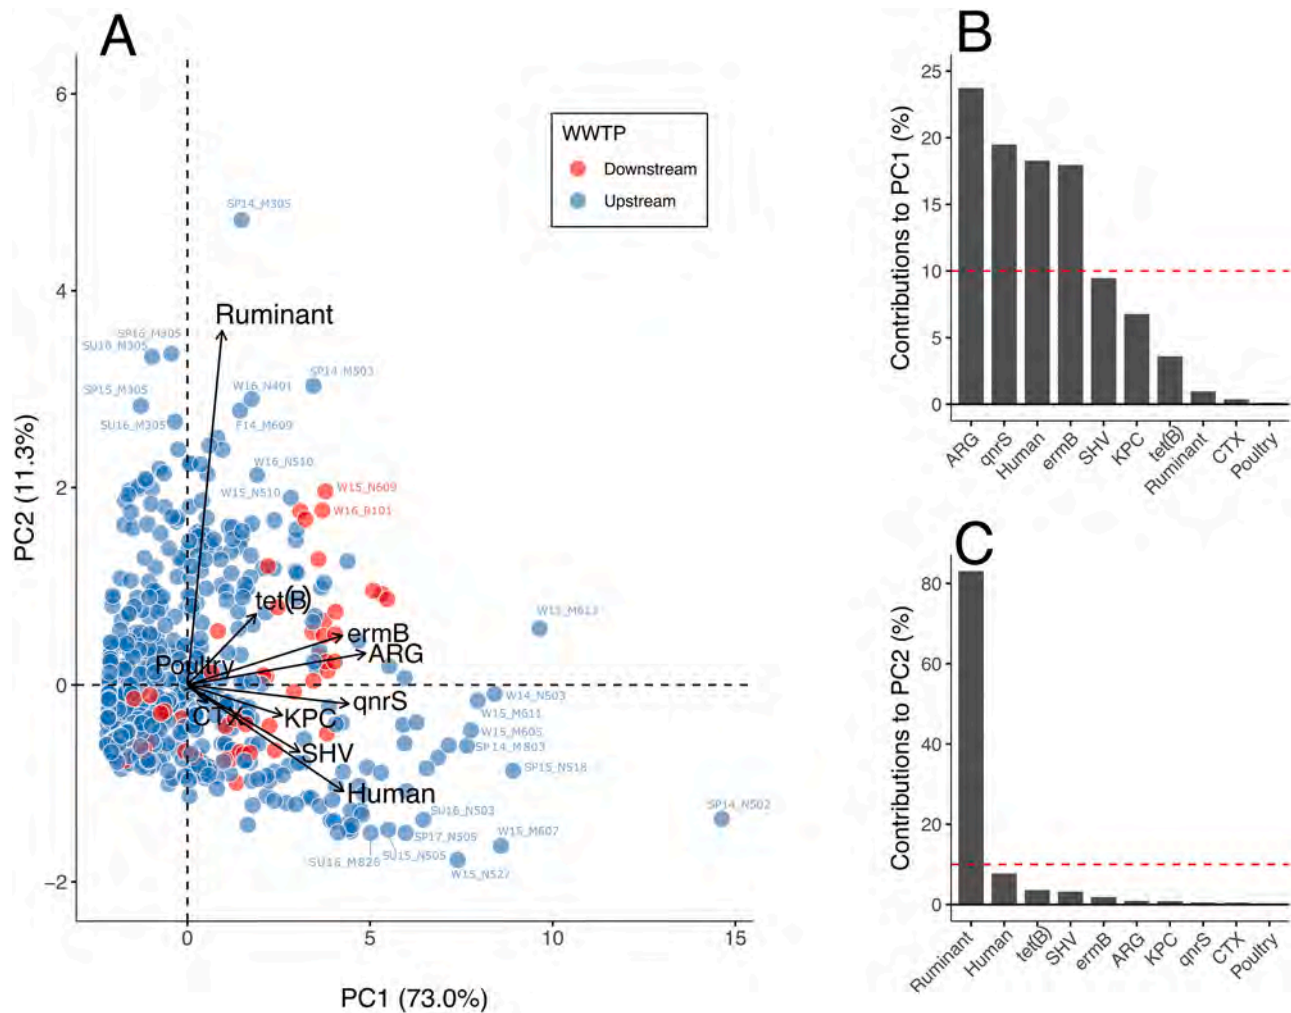 A
6
4
2
0
−2
PC2 (11.3%)
0
5
10
15
PC1 (73.0%)
WWTP
Downstream
Upstream
SP14_M305
Ruminant
SP16_M305
SU18_M305
SP15_M305
SU16_M305
SP14_M503
W16_N401
F14_M609
W16_N510
W15_N510
W15_N609
W16_B101
tet(B)
ermB
ARG
Poultry
qnrS
CTX
KPC
SHV
Human
W15_M613
W14_N503
W15_M611
W15_M605
SP14_M803
SP15_N518
SP14_N502
SU16_N503
SP17_N505
W15_M607
SU16_M826
SU15_N505
W15_N527
B
25
20
15
10
5
0
Contributions to PC1 (%)
ARG
qnrS
Human
ermB
SHV
KPC
tet(B)
Ruminant
CTX
Poultry
C
80
60
40
20
0
Contributions to PC2 (%)
Ruminant
Human
tet(B)
SHV
ermB
ARG
KPC
qnrS
CTX
Poultry